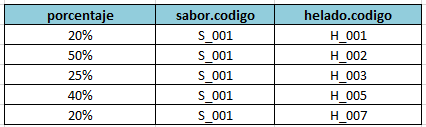 porcentaje sabor.codigo helado.codigo
20% S_001 H_001
50% S_001 H_002
25% S_001 H_003
40% S_001 H_005
20% S_001 H_007